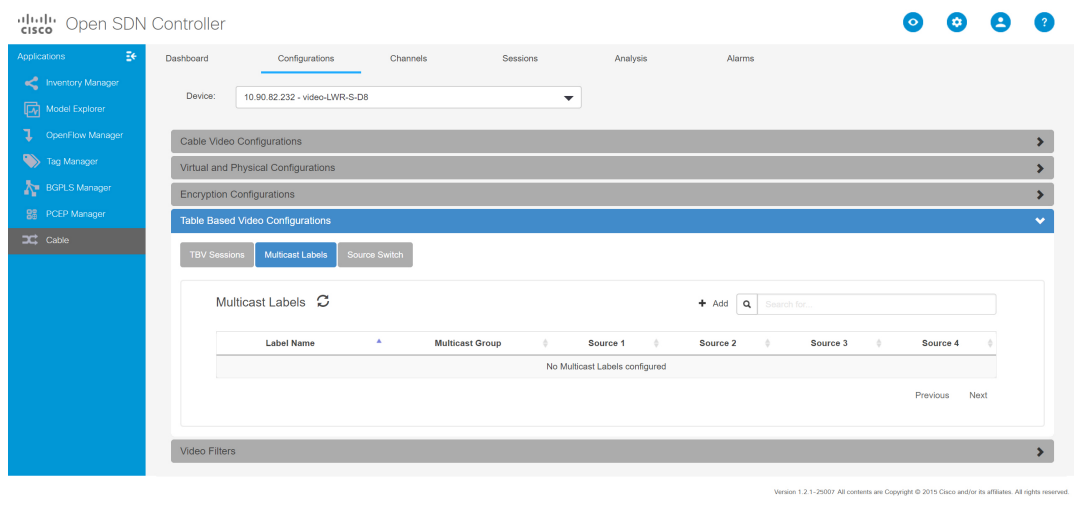 cisco Open SDN Controller
Applications
Inventory Manager
Model Explorer
OpenFlow Manager
Tag Manager
BGPLS Manager
PCEP Manager
Cable
Dashboard Configurations Channels Sessions Analysis Alarms
Device: 10.90.82.232 - video-LWR-S-D8
Cable Video Configurations
Virtual and Physical Configurations
Encryption Configurations
Table Based Video Configurations
TBV Sessions Multicast Labels Source Switch
Multicast Labels + Add Search for...
Label Name Multicast Group Source 1 Source 2 Source 3 Source 4
No Multicast Labels configured
Previous Next
Video Filters
Version 1.2.1-25007 All contents are Copyright © 2015 Cisco and/or its affiliates. All rights reserved.